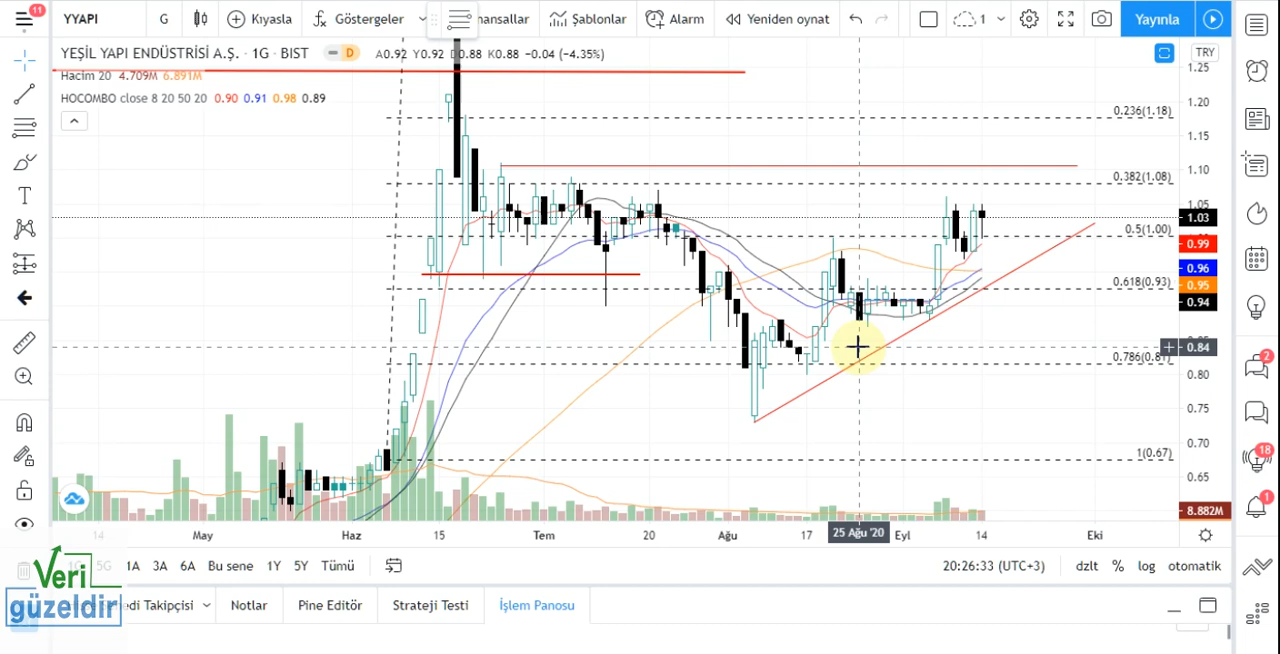 11
YYAPI
G
Kıyasla
Göstergeler
nansallar
Şablonlar
Alarm
Yeniden oynat
1
Yayınla
YEŞİL YAPI ENDÜSTRİSİ A.Ş. · 1G · BIST
D
A0.92 Y0.92 D0.88 K0.88 −0.04 (−4.35%)
TRY
Hacim 20 4.709M 6.891M
HOCOMBO close 8 20 50 20 0.90 0.91 0.98 0.89
1.25
1.20
0.236(1.18)
1.15
1.10
0.382(1.08)
1.05
1.03
0.5(1.00)
0.99
0.96
0.618(0.93)
0.95
0.94
0.84
0.786(0.81)
0.80
0.75
0.70
1(0.67)
0.65
8.882M
14
May
Haz
15
Tem
20
Ağu
17
25 Ağu '20
Eyl
14
Eki
5G
1A
3A
6A
Bu sene
1Y
5Y
Tümü
20:26:33 (UTC+3)
dzlt
%
log
otomatik
Veri
güzeldir
edi Takipçisi
Notlar
Pine Editör
Strateji Testi
İşlem Panosu
2
18
1